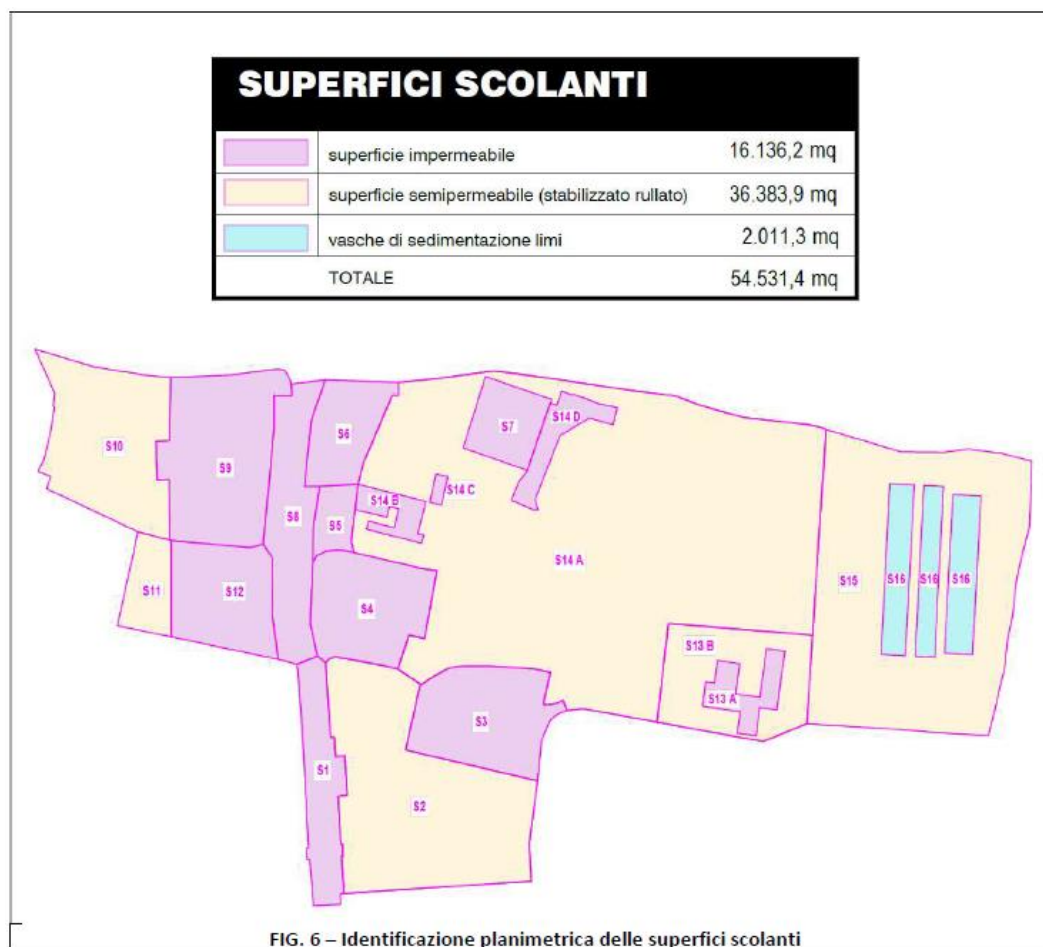 SUPERFICI SCOLANTI
superficie impermeabile 16.136,2 mq
superficie semipermeabile (stabilizzato rullato) 36.383,9 mq
vasche di sedimentazione limi 2.011,3 mq
TOTALE 54.531,4 mq
S10
S9
S8
S6
S5
S7
S14 D
S14 C
S14 B
S14 A
S11
S12
S4
S15
S16
S16
S16
S13 B
S13 A
S3
S1
S2
FIG. 6 – Identificazione planimetrica delle superfici scolanti